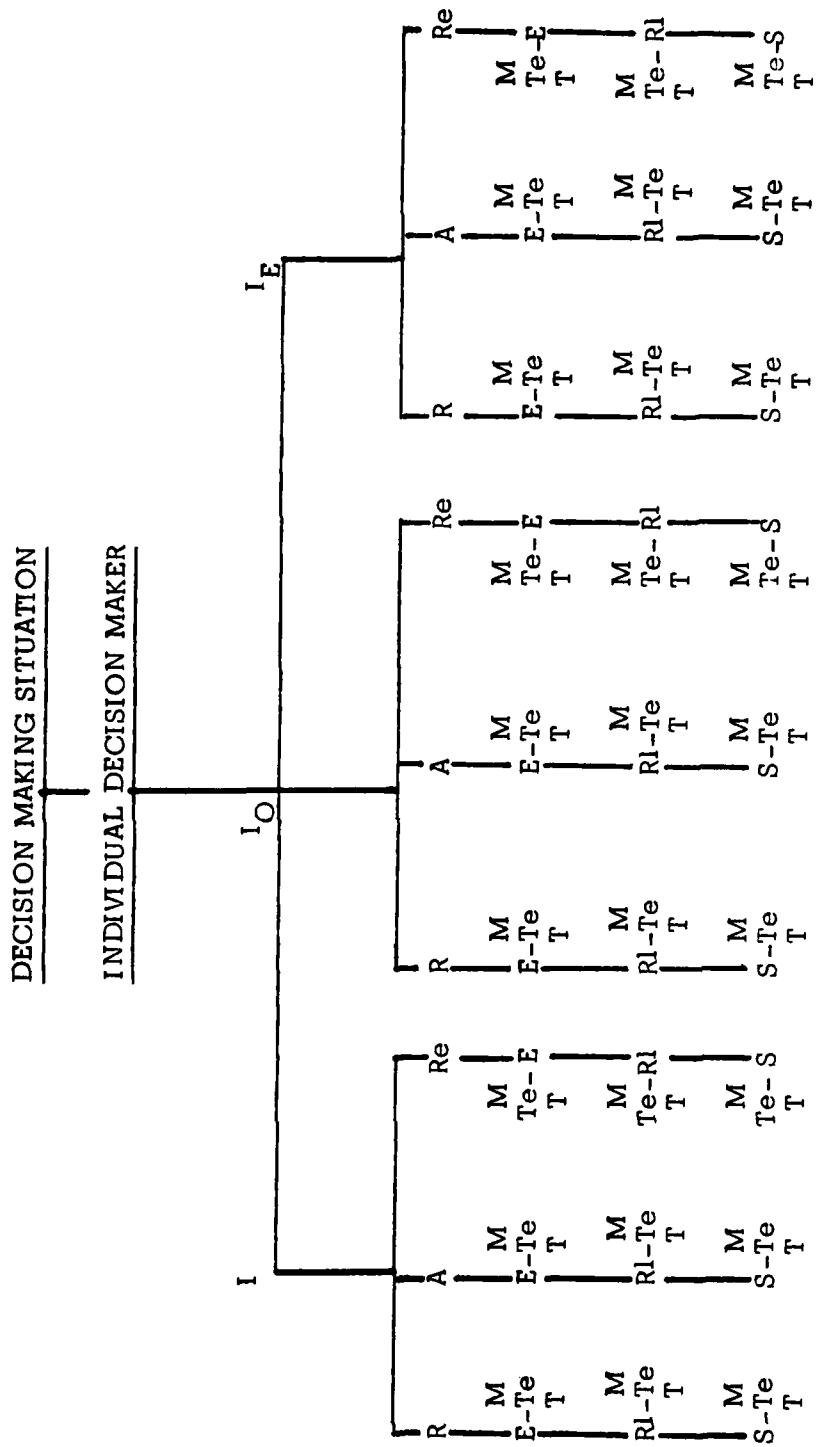 DECISION MAKING SITUATION
INDIVIDUAL DECISION MAKER
I IO IE
R A Re R A Re R A Re
M M M M M M M M M
E-Te E-Te Te-E E-Te E-Te Te-E E-Te E-Te Te-E
T T T T T T T T T
M M M M M M M M M
Rl-Te Rl-Te Te-Rl Rl-Te Rl-Te Te-Rl Rl-Te Rl-Te Te-Rl
T T T T T T T T T
M M M M M M M M M
S-Te S-Te Te-S S-Te S-Te Te-S S-Te S-Te Te-S
T T T T T T T T T